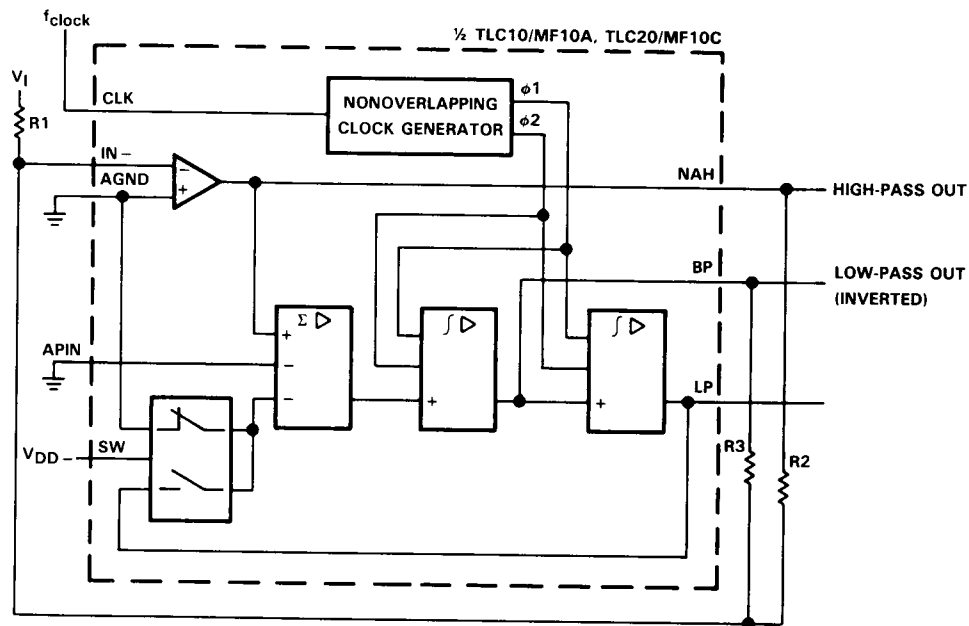 fclock
½ TLC10/MF10A, TLC20/MF10C
VI
R1
CLK
NONOVERLAPPING
CLOCK GENERATOR
ϕ1
ϕ2
IN −
AGND
−
+
NAH
HIGH-PASS OUT
BP
LOW-PASS OUT
(INVERTED)
Σ ▷
+
−
−
∫ ▷
+
∫ ▷
+
APIN
LP
VDD −
SW
R3
R2